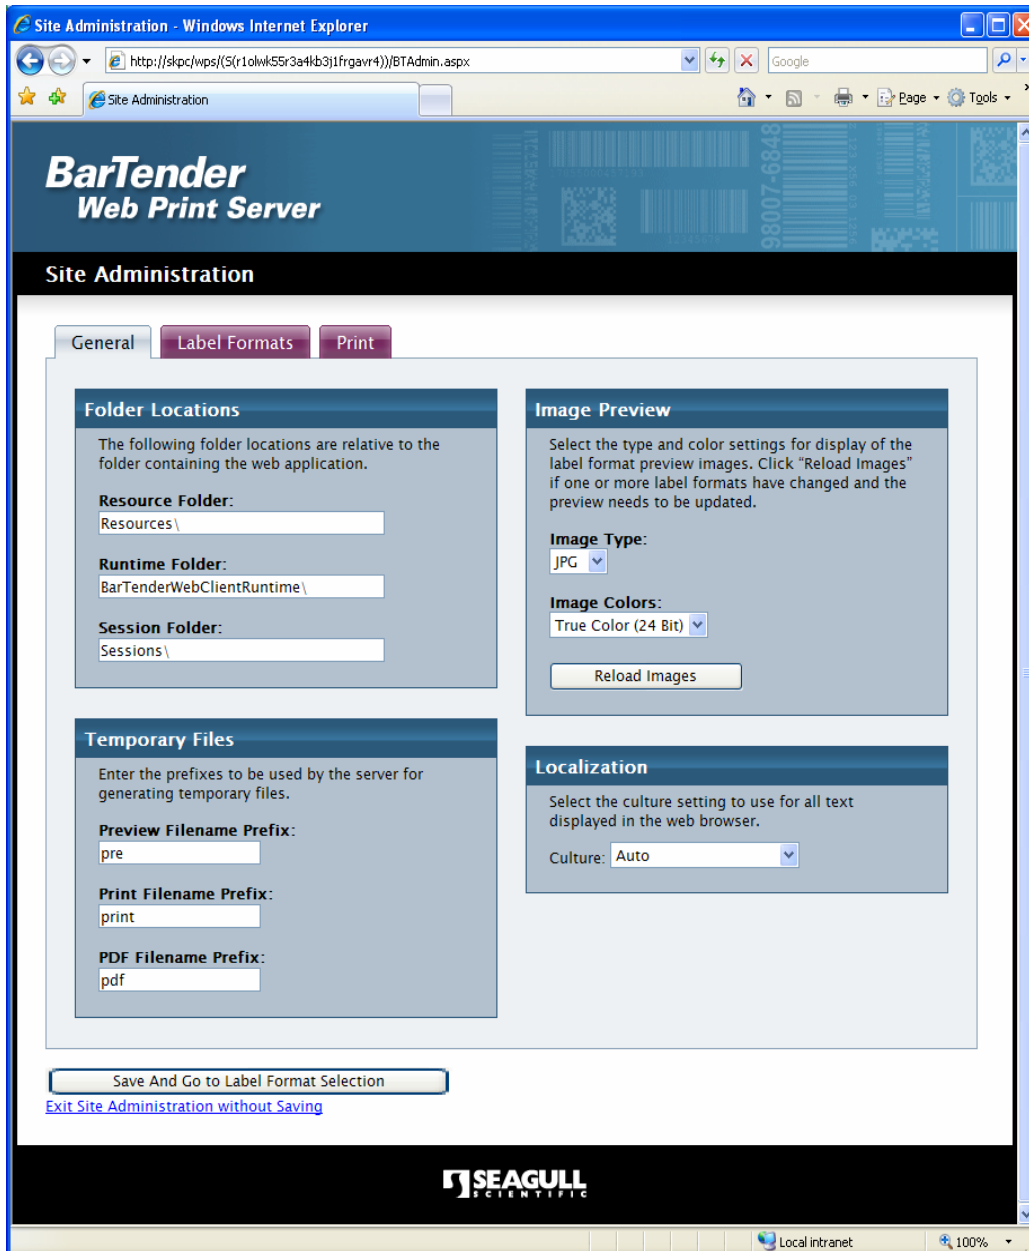 Site Administration - Windows Internet Explorer
http://skpc/wps/(S(r1olwk55r3a4kb3j1frgavr4))/BTAdmin.aspx
Google
Site Administration
Page
Tools
BarTender
Web Print Server
98007-6848
12345678
Site Administration
General
Label Formats
Print
Folder Locations
The following folder locations are relative to the
folder containing the web application.
Resource Folder:
Resources\
Runtime Folder:
BarTenderWebClientRuntime\
Session Folder:
Sessions\
Temporary Files
Enter the prefixes to be used by the server for
generating temporary files.
Preview Filename Prefix:
pre
Print Filename Prefix:
print
PDF Filename Prefix:
pdf
Image Preview
Select the type and color settings for display of the
label format preview images. Click “Reload Images”
if one or more label formats have changed and the
preview needs to be updated.
Image Type:
JPG
Image Colors:
True Color (24 Bit)
Reload Images
Localization
Select the culture setting to use for all text
displayed in the web browser.
Culture: Auto
Save And Go to Label Format Selection
Exit Site Administration without Saving
SEAGULL
SCIENTIFIC
Local intranet
100%